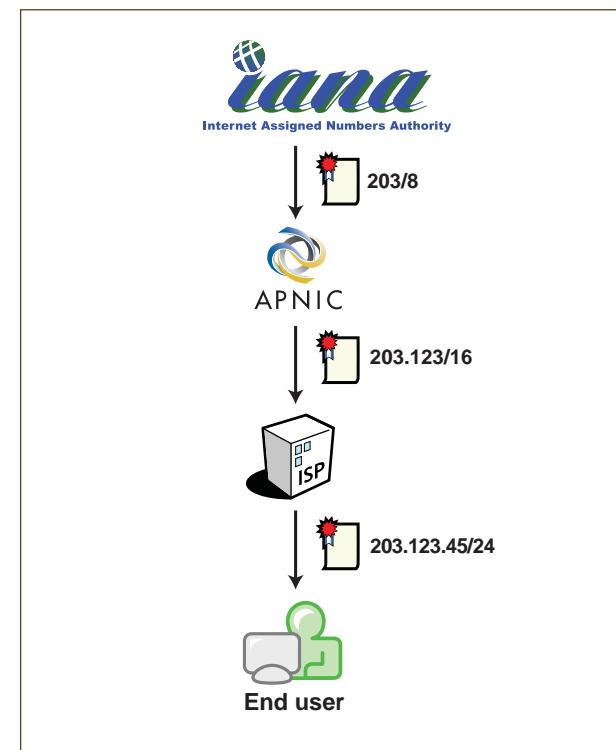 iana
Internet Assigned Numbers Authority
203/8
APNIC
203.123/16
ISP
203.123.45/24
End user